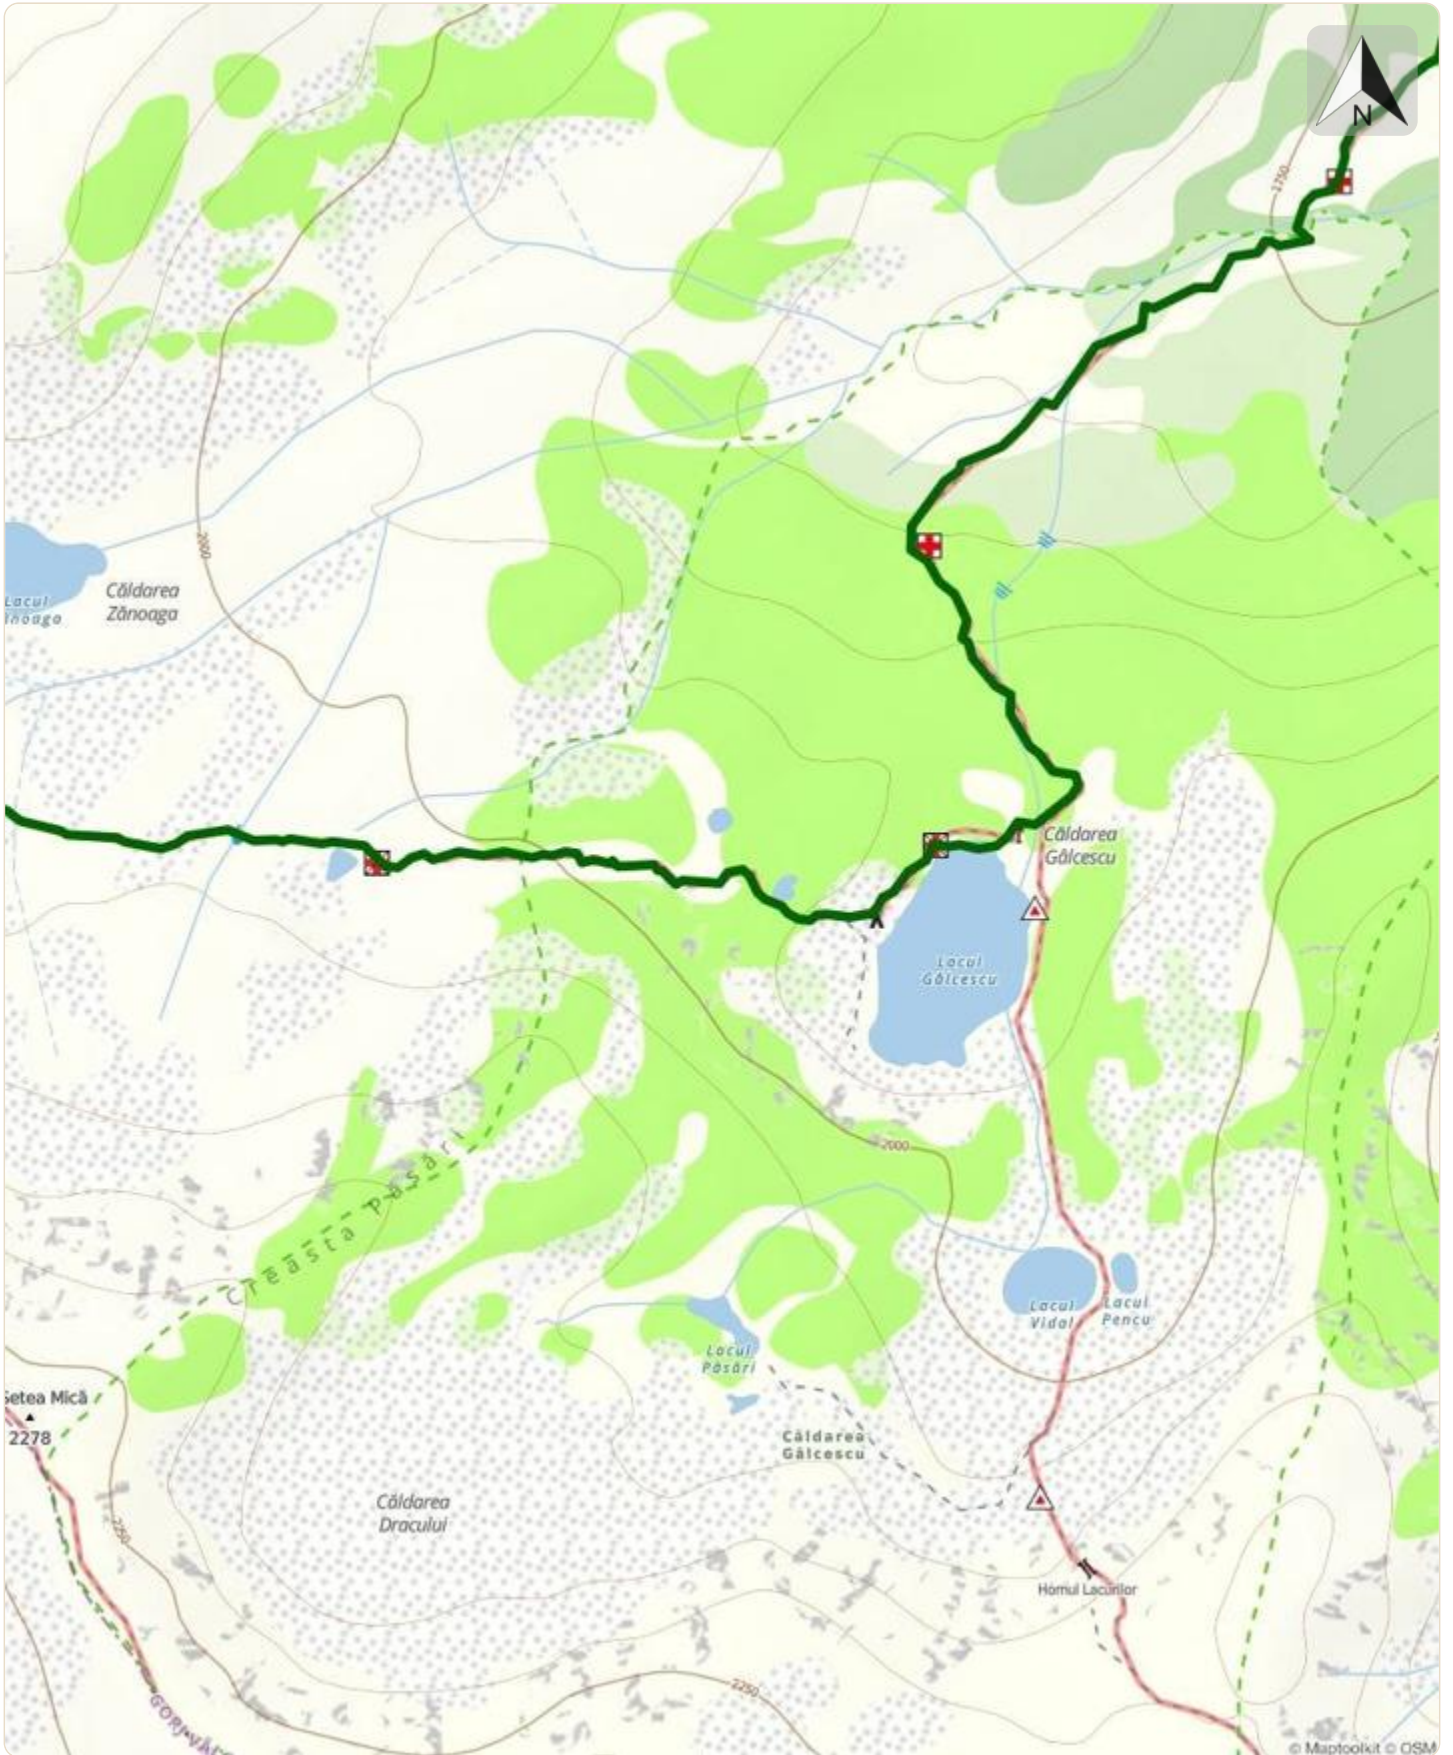 N
1750
2000
Căldarea
Zănoaga
Lacul
Căldarea
Gâlcescu
Lacul
Gâlcescu
2000
Creasta Păsări
Lacul
Vidal
Lacul
Pencu
Lacul
Păsări
Setea Mică
2278
Căldarea
Gâlcescu
Căldarea
Dracului
2250
Hornul Lacurilor
2250
© Maptoolkit © OSM